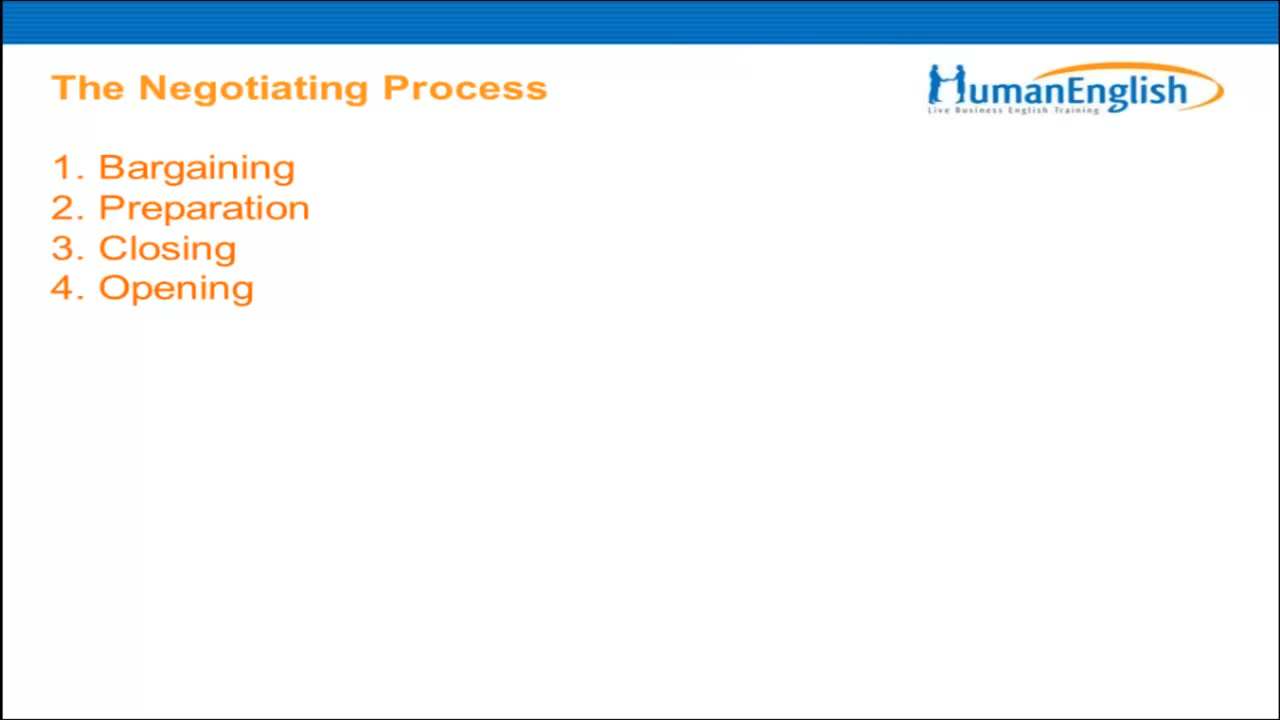 The Negotiating Process
HumanEnglish
Live Business English Training
1. Bargaining
2. Preparation
3. Closing
4. Opening